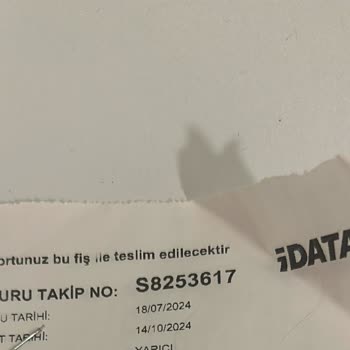 ortunuz bu fiş ile teslim edilecektir
iDATA
URU TAKİP NO: S8253617
U TARİHİ: 18/07/2024
T TARİHİ: 14/10/2024
YARICI